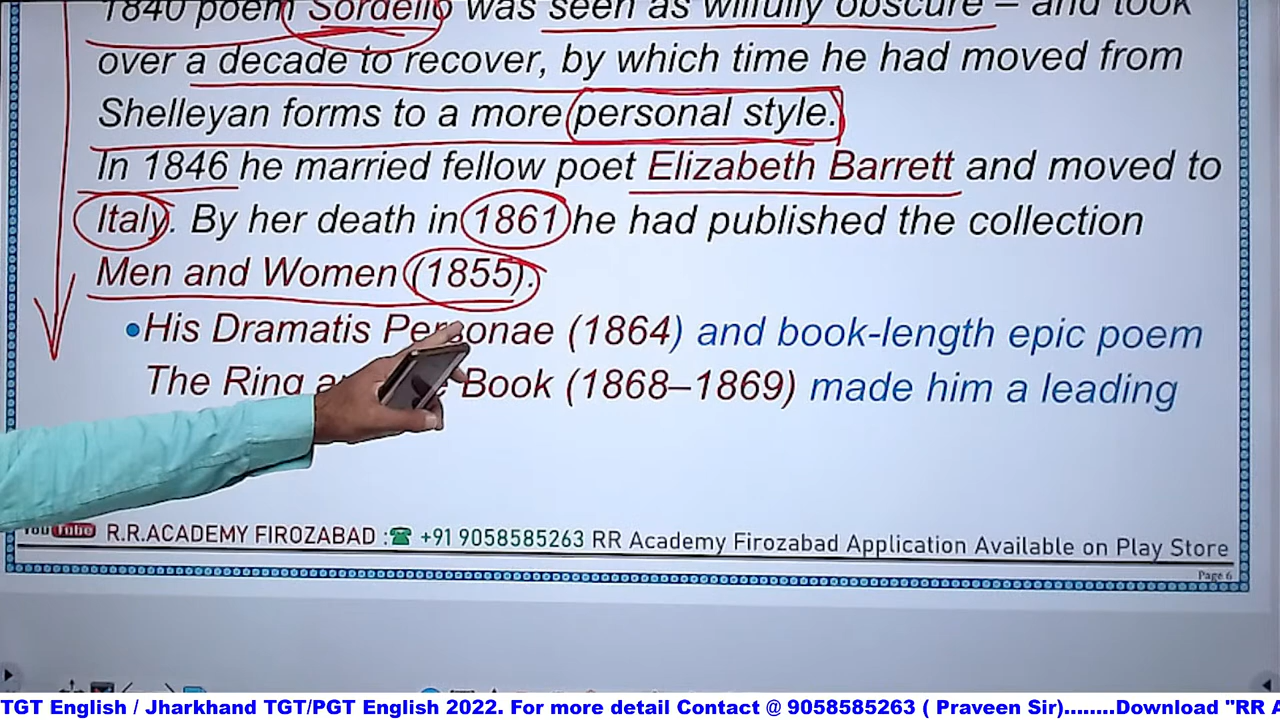 1840 poem Sordello was seen as wilfully obscure – and took
over a decade to recover, by which time he had moved from
Shelleyan forms to a more personal style.
In 1846 he married fellow poet Elizabeth Barrett and moved to
Italy. By her death in 1861 he had published the collection
Men and Women (1855).
•His Dramatis Personae (1864) and book-length epic poem
The Ring Book (1868–1869) made him a leading
YouTube R.R.ACADEMY FIROZABAD :☎ +91 9058585263 RR Academy Firozabad Application Available on Play Store
Page 6
TGT English / Jharkhand TGT/PGT English 2022. For more detail Contact @ 9058585263 ( Praveen Sir)........Download "RR